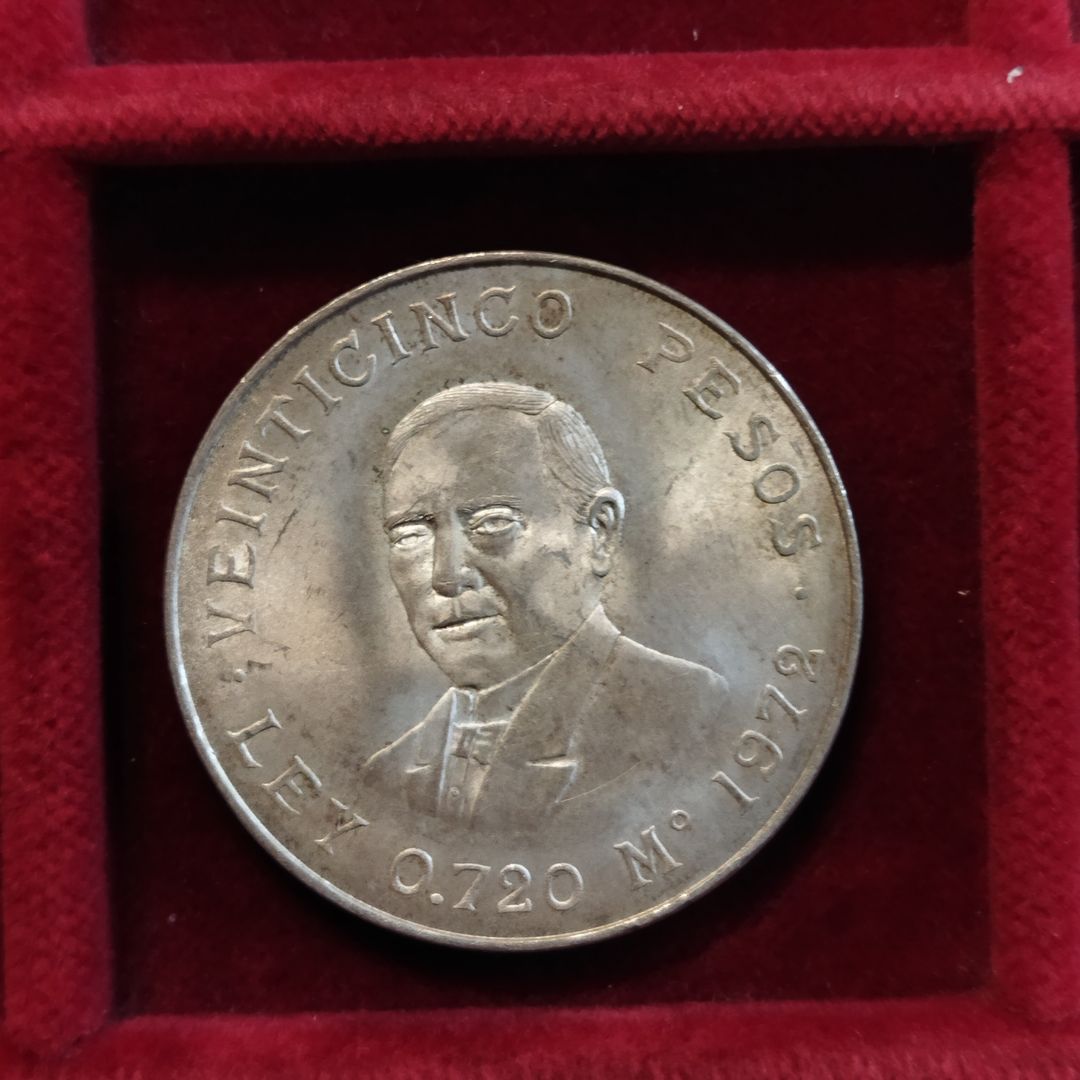 · VEINTICINCO PESOS ·
LEY 0.720 Mº 1972